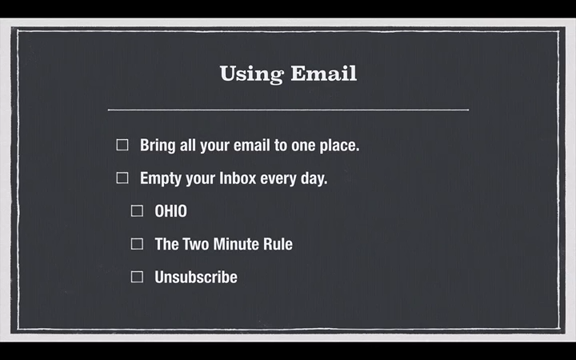 Using Email
Bring all your email to one place.
Empty your Inbox every day.
OHIO
The Two Minute Rule
Unsubscribe